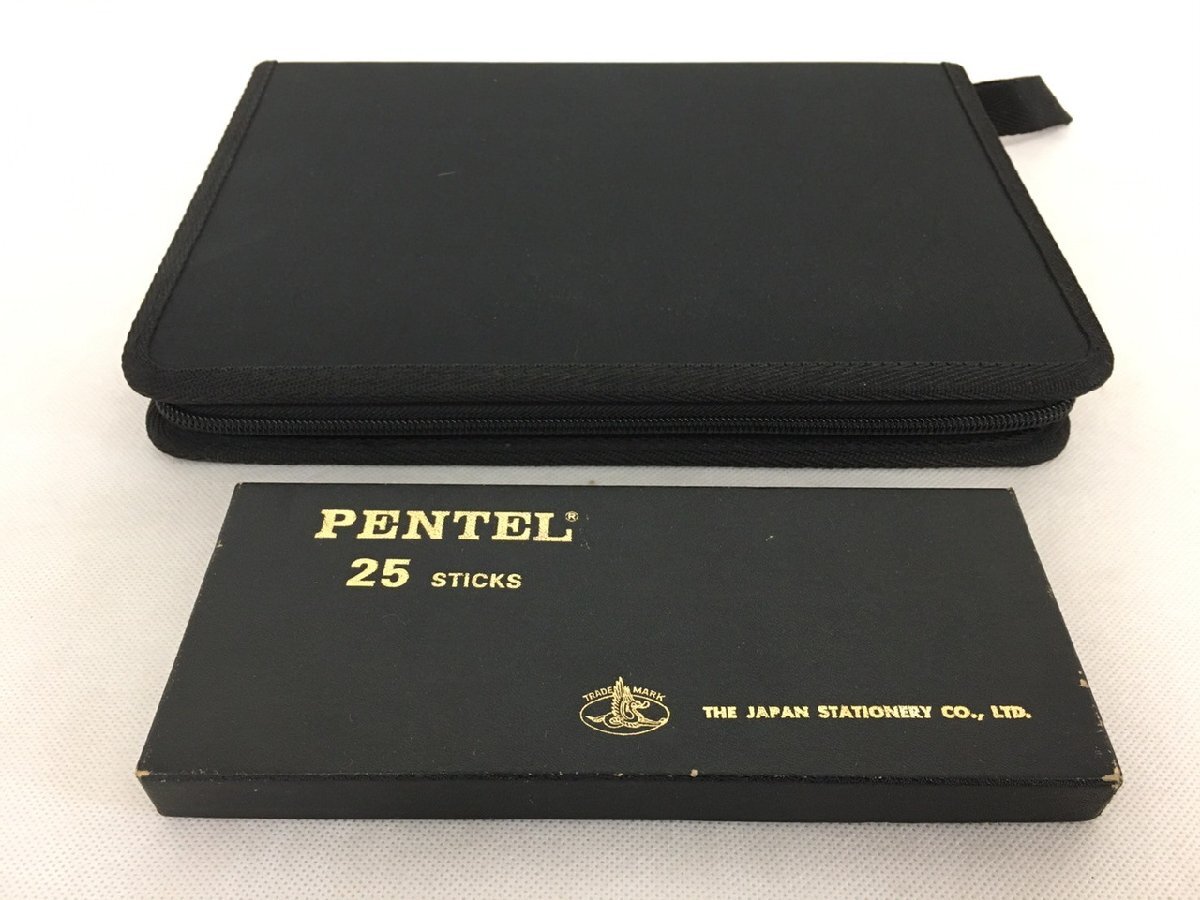 PENTEL®
25 STICKS
TRADE MARK
THE JAPAN STATIONERY CO., LTD.